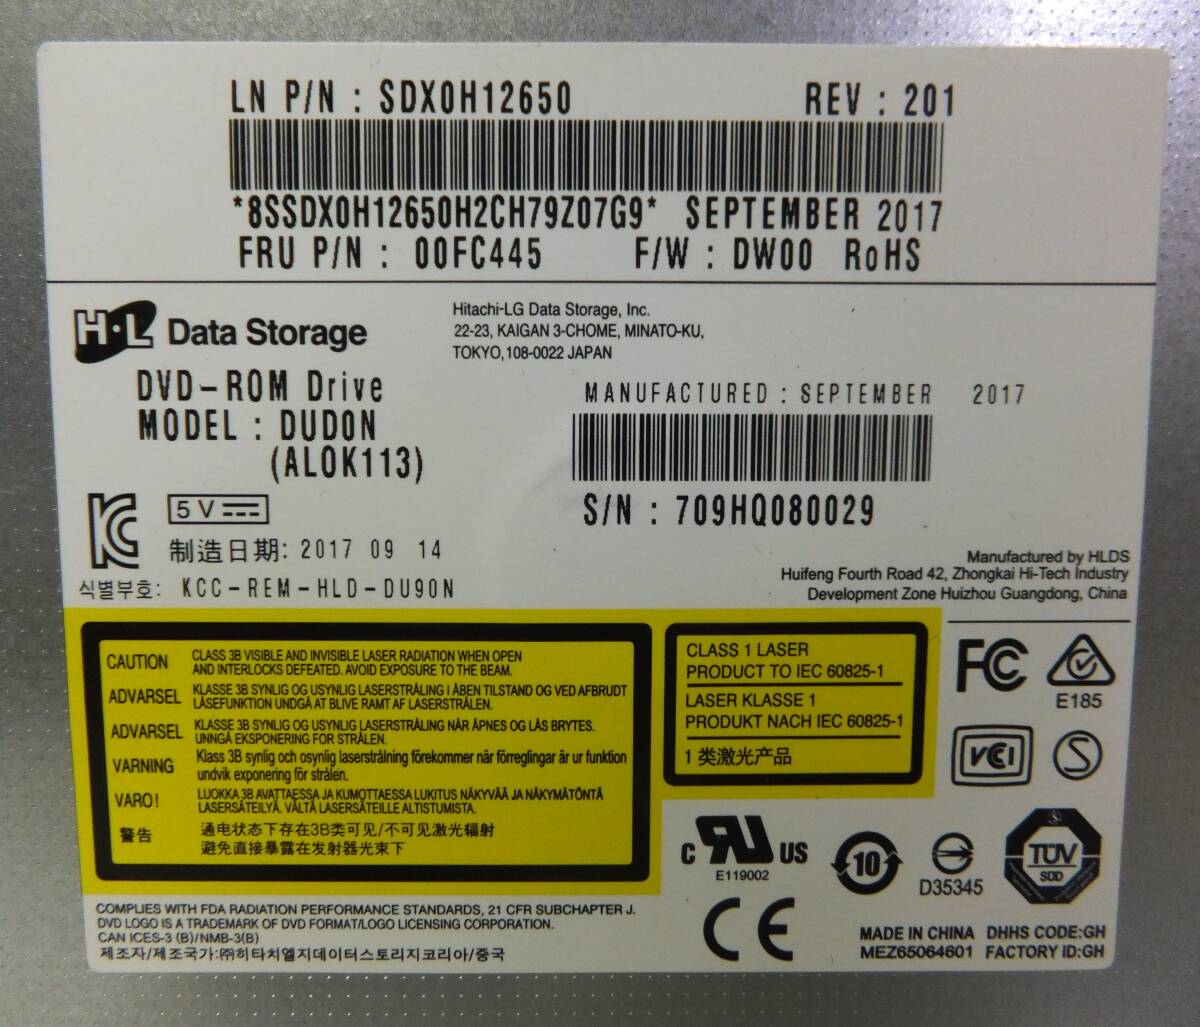 LN P/N : SDX0H12650 REV : 201
*8SSDX0H12650H2CH79Z07G9* SEPTEMBER 2017
FRU P/N : 00FC445 F/W : DW00 RoHS
H·L Data Storage
Hitachi-LG Data Storage, Inc.
22-23, KAIGAN 3-CHOME, MINATO-KU,
TOKYO,108-0022 JAPAN
DVD-ROM Drive
MODEL : DUD0N
(ALOK113)
MANUFACTURED : SEPTEMBER 2017
S/N : 709HQ080029
5 V
制造日期: 2017 09 14
식별부호: KCC-REM-HLD-DU90N
Manufactured by HLDS
Huifeng Fourth Road 42, Zhongkai Hi-Tech Industry
Development Zone Huizhou Guangdong, China
CAUTION CLASS 3B VISIBLE AND INVISIBLE LASER RADIATION WHEN OPEN
AND INTERLOCKS DEFEATED. AVOID EXPOSURE TO THE BEAM.
ADVARSEL KLASSE 3B SYNLIG OG USYNLIG LASERSTRÅLING I ÅBEN TILSTAND OG VED AFBRUDT
LÅSEFUNKTION UNDGÅ AT BLIVE RAMT AF LASERSTRÅLEN.
ADVARSEL KLASSE 3B SYNLIG OG USYNLIG LASERSTRÅLING NÅR ÅPNES OG LÅS BRYTES.
UNNGÅ EKSPONERING FOR STRÅLEN.
VARNING Klass 3B synlig och osynlig laserstrålning förekommer när förreglingar är ur funktion
undvik exponering för strålen.
VARO! LUOKKA 3B AVATTAESSA JA KUMOTTAESSA LUKITUS NÄKYVÄÄ JA NÄKYMÄTÖNTÄ
LASERSÄTEILYÄ. VÄLTÄ LASERSÄTEILLE ALTISTUMISTA.
警告 通电状态下存在3B类可见/不可见激光辐射
避免直接暴露在发射器光束下
CLASS 1 LASER
PRODUCT TO IEC 60825-1
LASER KLASSE 1
PRODUKT NACH IEC 60825-1
1 类激光产品
FC
E185
VCI
S
c RU US
E119002
10
D35345
TÜV
SÜD
CE
COMPLIES WITH FDA RADIATION PERFORMANCE STANDARDS, 21 CFR SUBCHAPTER J.
DVD LOGO IS A TRADEMARK OF DVD FORMAT/LOGO LICENSING CORPORATION.
CAN ICES-3 (B)/NMB-3(B)
제조자/제조국가:㈜히타치엘지데이터스토리지코리아/중국
MADE IN CHINA DHHS CODE:GH
MEZ65064601 FACTORY ID:GH